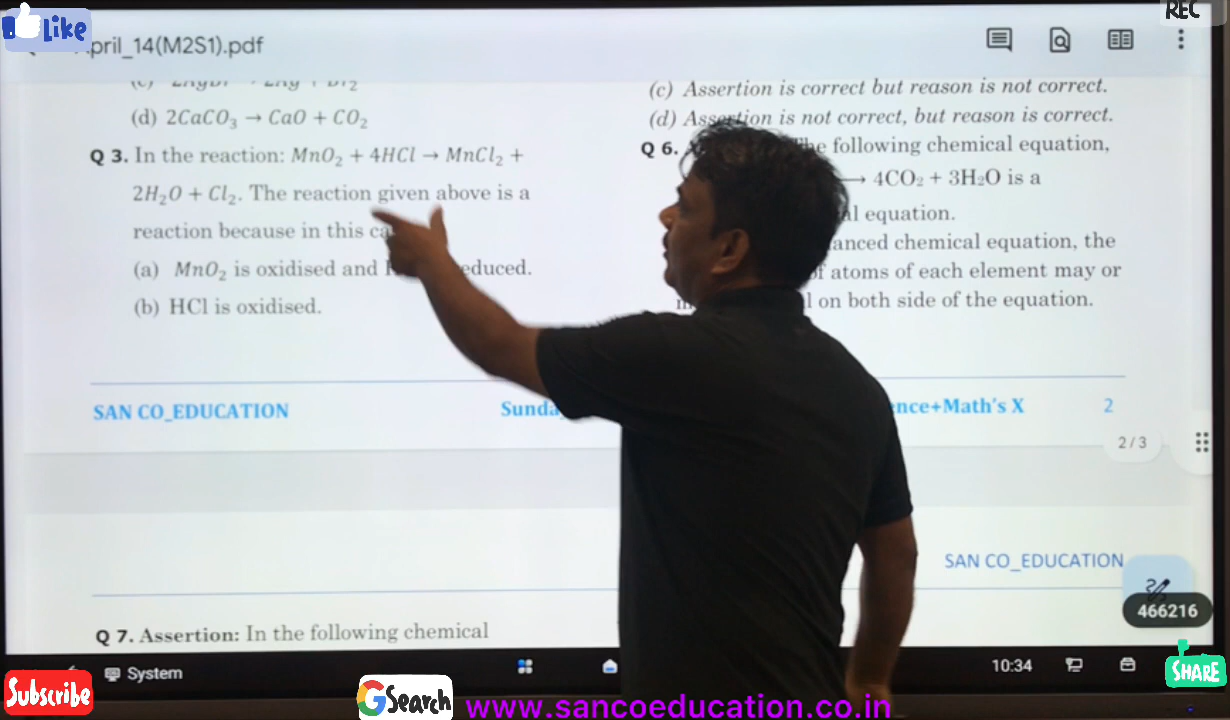 Like
REC
pril_14(M2S1).pdf
(d) 2CaCO₃ → CaO + CO₂
Q 3. In the reaction: MnO₂ + 4HCl → MnCl₂ +
2H₂O + Cl₂. The reaction given above is a
reaction because in this
(a) MnO₂ is oxidised and
(b) HCl is oxidised.
SAN CO_EDUCATION
(c) Assertion is correct but reason is not correct.
(d) Assertion is not correct, but reason is correct.
Q 6. he following chemical equation,
→ 4CO₂ + 3H₂O is a
al equation.
anced chemical equation, the
f atoms of each element may or
l on both side of the equation.
Sunda nce+Math's X 2
2 / 3
SAN CO_EDUCATION
466216
Q 7. Assertion: In the following chemical
System
10:34
Subscribe
GSearch
www.sancoeducation.co.in
SHARE